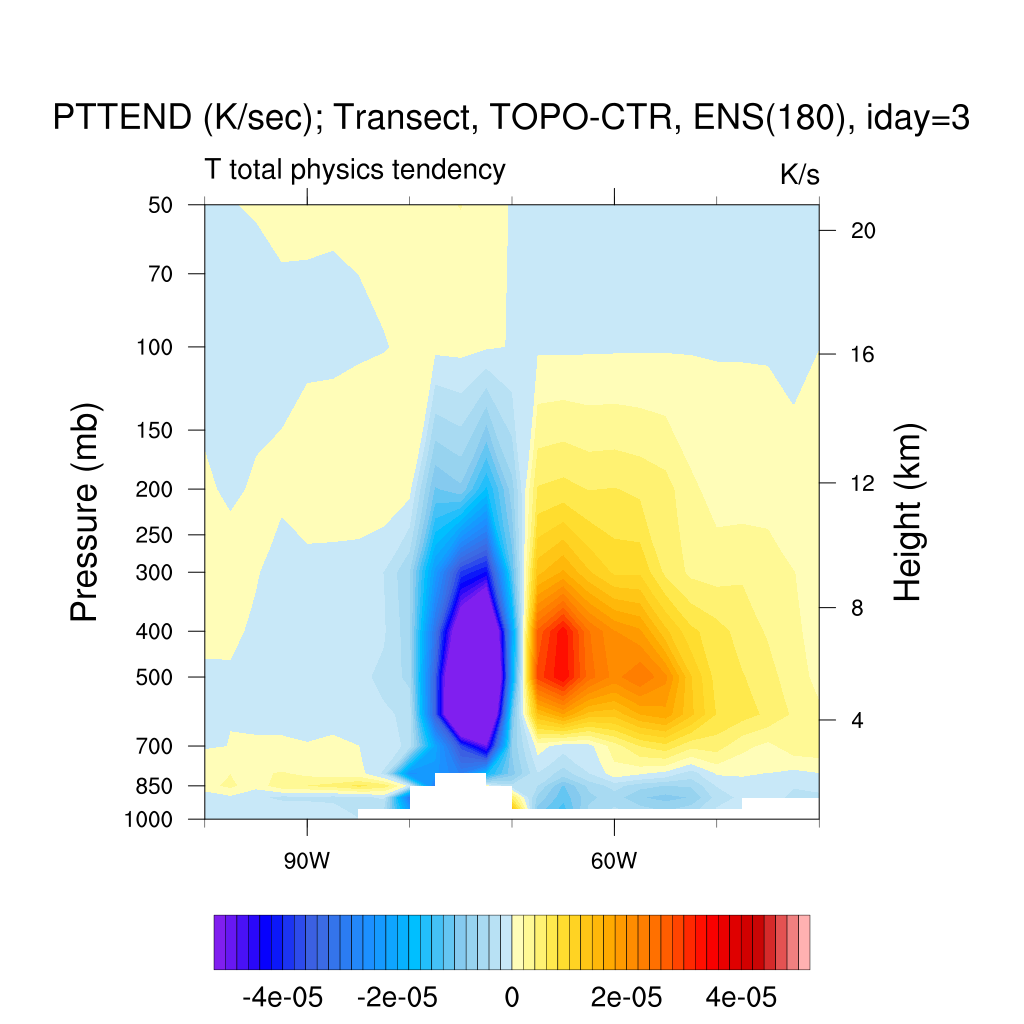 PTTEND (K/sec); Transect, TOPO-CTR, ENS(180), iday=3
T total physics tendency K/s
50
70
100
150
200
250
300
400
500
700
850
1000
Pressure (mb)
20
16
12
8
4
Height (km)
90W 60W
-4e-05 -2e-05 0 2e-05 4e-05